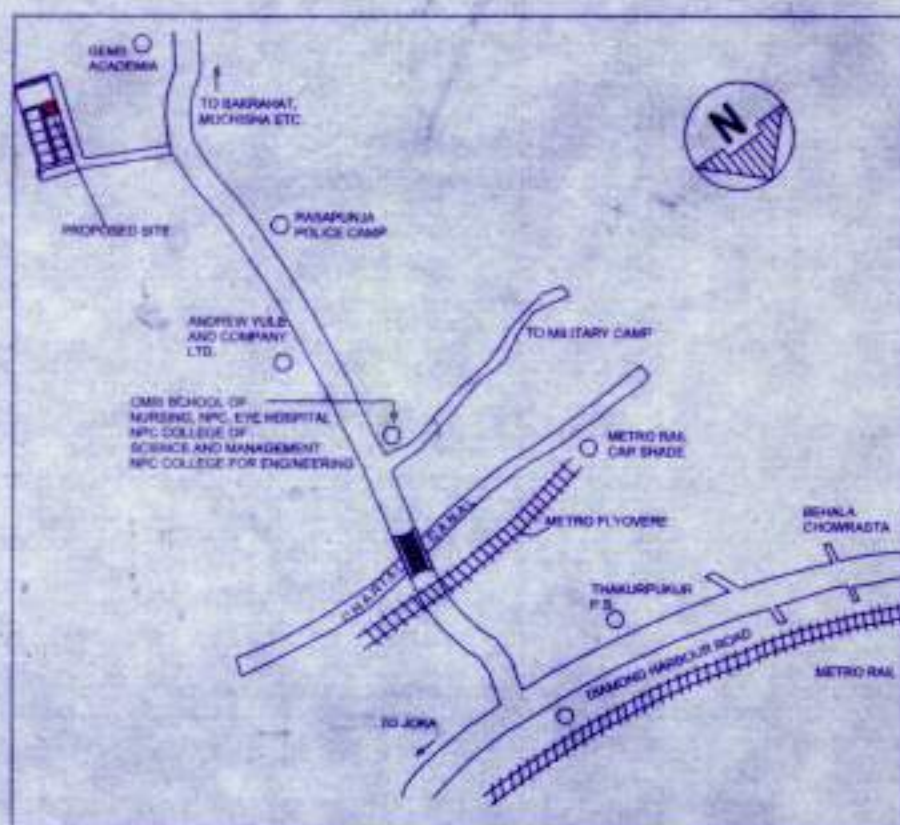 GEMS
ACADEMIA
TO BAKRAHAT,
MUCHISHA ETC.
N
PROPOSED SITE
RASAPUNJA
POLICE CAMP
ANDREW YULE
AND COMPANY
LTD.
TO MILITARY CAMP
CMRI SCHOOL OF
NURSING, NPC, EYE HOSPITAL
NPC COLLEGE OF
SCIENCE AND MANAGEMENT
NPC COLLEGE FOR ENGINEERING
METRO RAIL
CAR SHADE
CHARIAL CANAL
METRO FLYOVERE
BEHALA
CHOWRASTA
THAKURPUKUR
P.S.
DIAMOND HARBOUR ROAD
METRO RAIL
TO JOKA